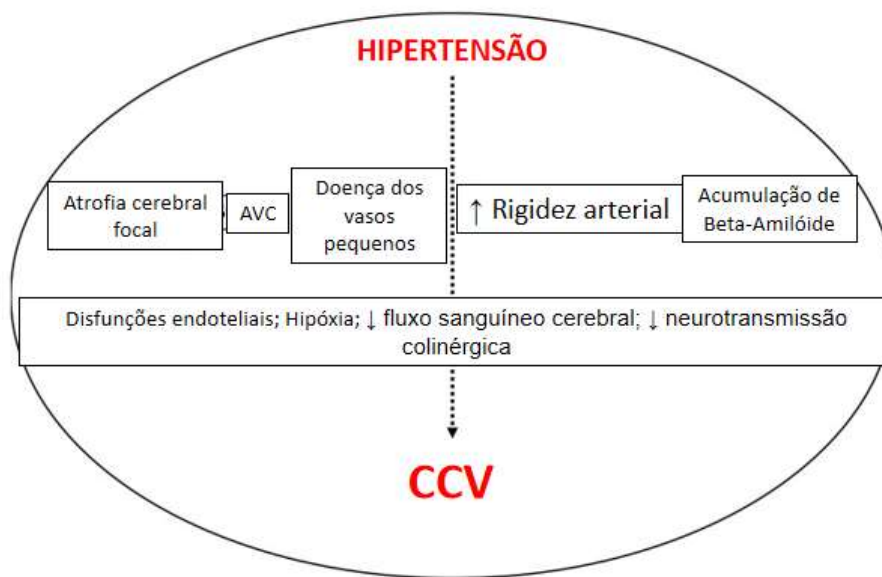 HIPERTENSÃO
Atrofia cerebral
focal
AVC
Doença dos
vasos
pequenos
↑ Rigidez arterial
Acumulação de
Beta-Amilóide
Disfunções endoteliais; Hipóxia; ↓ fluxo sanguíneo cerebral; ↓ neurotransmissão
colinérgica
CCV